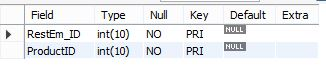 Field Type Null Key Default Extra
RestEm_ID int(10) NO PRI NULL
ProductID int(10) NO PRI NULL